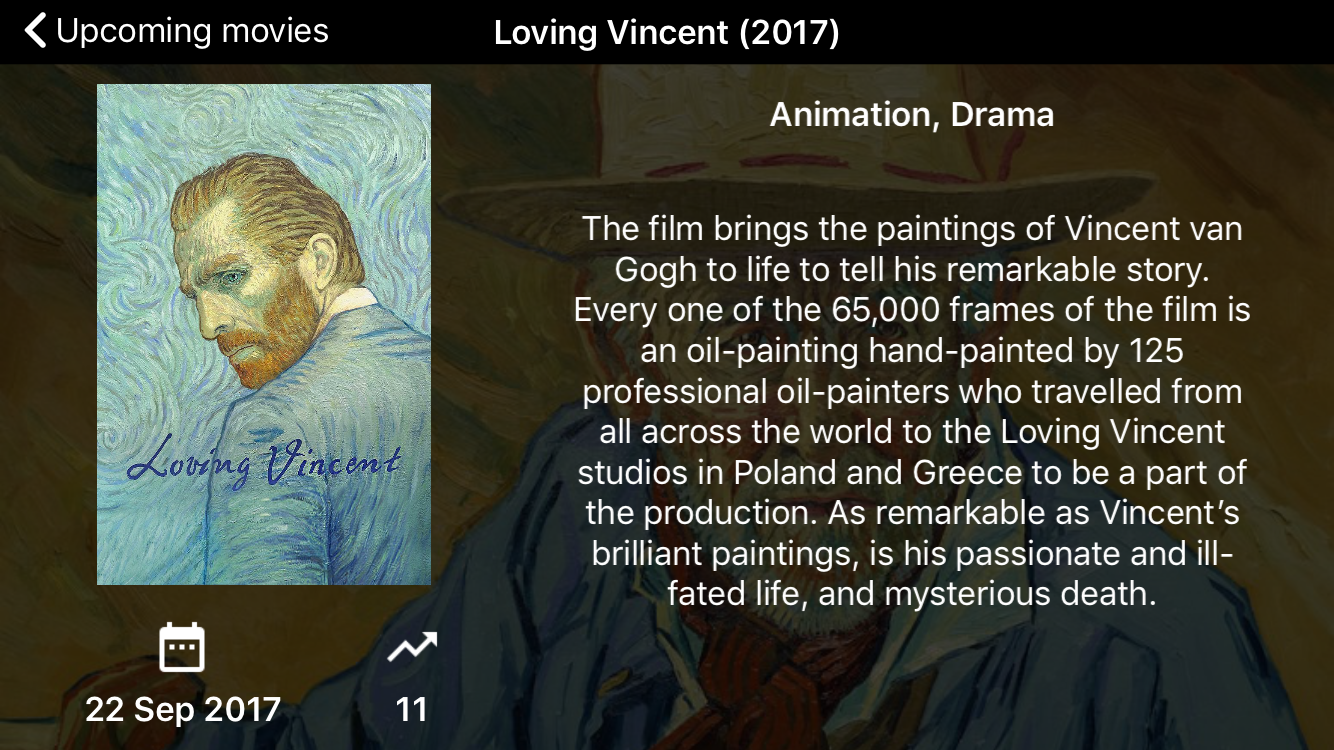 Upcoming movies
Loving Vincent (2017)
Loving Vincent
22 Sep 2017
11
Animation, Drama
The film brings the paintings of Vincent van
Gogh to life to tell his remarkable story.
Every one of the 65,000 frames of the film is
an oil-painting hand-painted by 125
professional oil-painters who travelled from
all across the world to the Loving Vincent
studios in Poland and Greece to be a part of
the production. As remarkable as Vincent’s
brilliant paintings, is his passionate and ill-
fated life, and mysterious death.